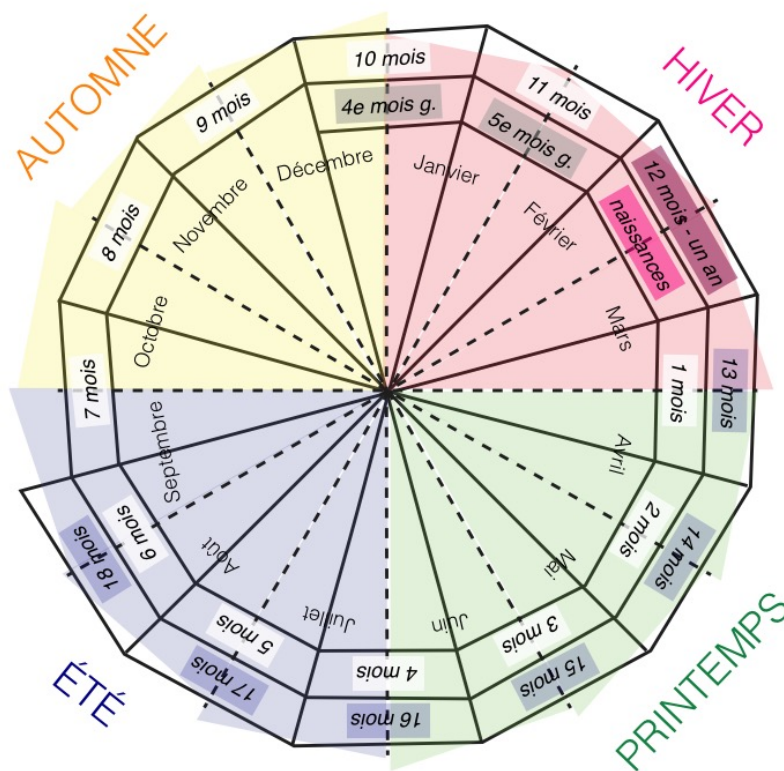 AUTOMNE
HIVER
PRINTEMPS
ÉTÉ
Janvier
Février
Mars
Avril
Mai
Juin
Juillet
Août
Septembre
Octobre
Novembre
Décembre
4e mois g.
5e mois g.
naissances
1 mois
2 mois
3 mois
4 mois
5 mois
6 mois
7 mois
8 mois
9 mois
10 mois
11 mois
12 mois - un an
13 mois
14 mois
15 mois
16 mois
17 mois
18 mois